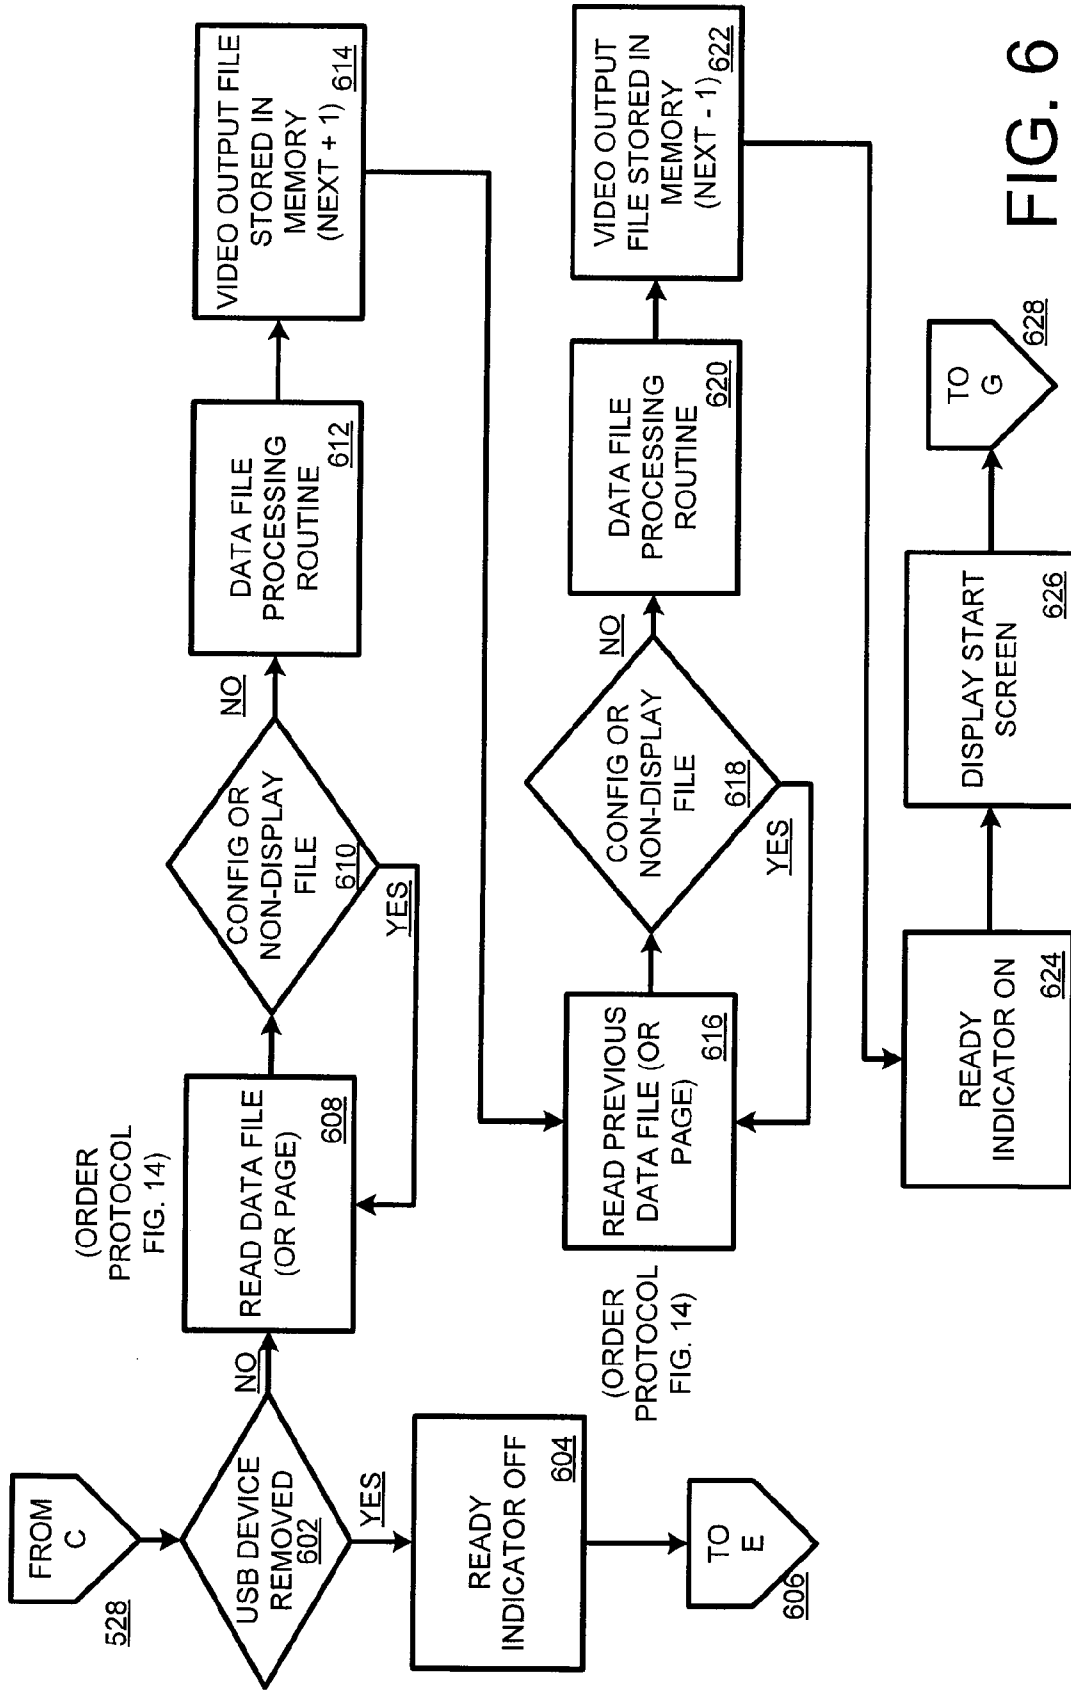 FROM
C
528
USB DEVICE
REMOVED
602
YES
NO
READY
INDICATOR OFF
604
TO
E
606
(ORDER
PROTOCOL
FIG. 14)
READ DATA FILE
(OR PAGE)
608
CONFIG OR
NON-DISPLAY
FILE
610
YES
NO
DATA FILE
PROCESSING
ROUTINE
612
VIDEO OUTPUT FILE
STORED IN
MEMORY
(NEXT + 1)
614
(ORDER
PROTOCOL
FIG. 14)
READ PREVIOUS
DATA FILE (OR
PAGE)
616
CONFIG OR
NON-DISPLAY
FILE
618
YES
NO
DATA FILE
PROCESSING
ROUTINE
620
VIDEO OUTPUT
FILE STORED IN
MEMORY
(NEXT - 1)
622
READY
INDICATOR ON
624
DISPLAY START
SCREEN
626
TO
G
628
FIG. 6